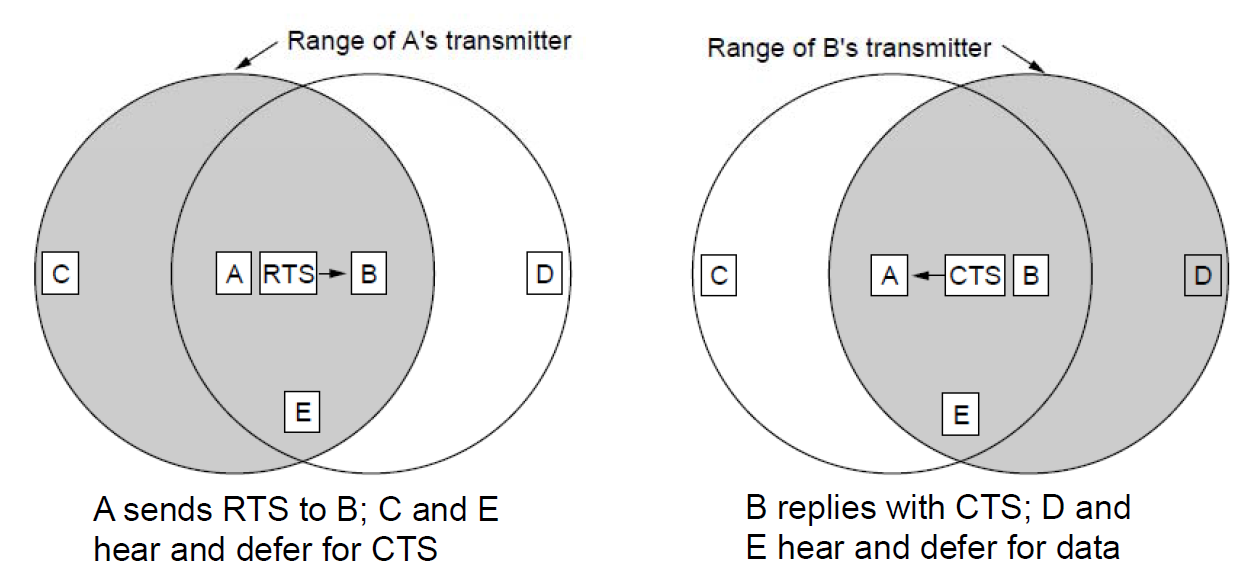 Range of A's transmitter
C
A
RTS
B
D
E
A sends RTS to B; C and E
hear and defer for CTS
Range of B's transmitter
C
A
CTS
B
D
E
B replies with CTS; D and
E hear and defer for data